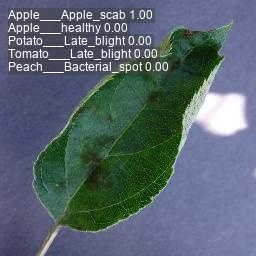 Apple___Apple_scab 1.00
Apple___healthy 0.00
Potato___Late_blight 0.00
Tomato___Late_blight 0.00
Peach___Bacterial_spot 0.00